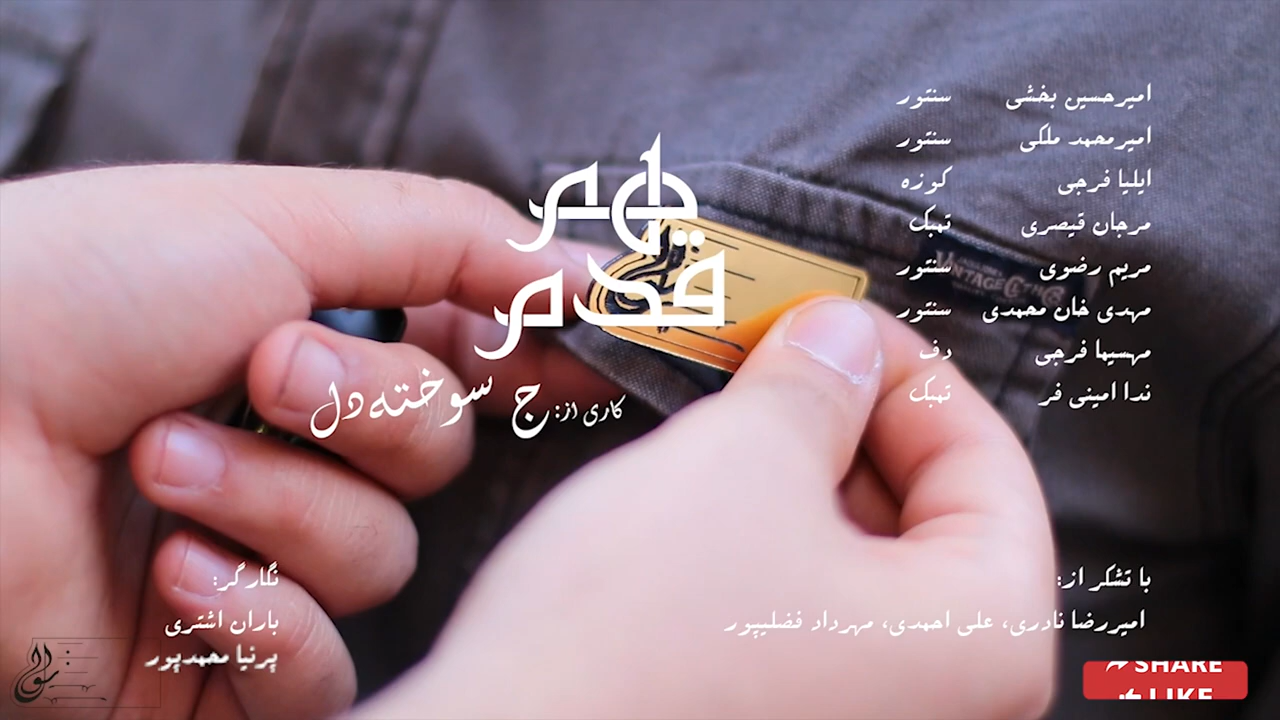 امیرحسین بخشی سنتور
امیرمحمد ملکی سنتور
ایلیا فرجی کوزه
مرجان قیصری تمبک
مریم رضوی سنتور
مهدی خان محمدی سنتور
مهسیما فرجی دف
ندا امینی فر تمبک
هم
قدم
کاری از: ج سوخته دل
VINTAGE
با تشکر از:
امیررضا نادری، علی احمدی، مهرداد فضلیپور
نگارگر:
باران اشتری
پرنیا محمدپور
SHARE
LIKE